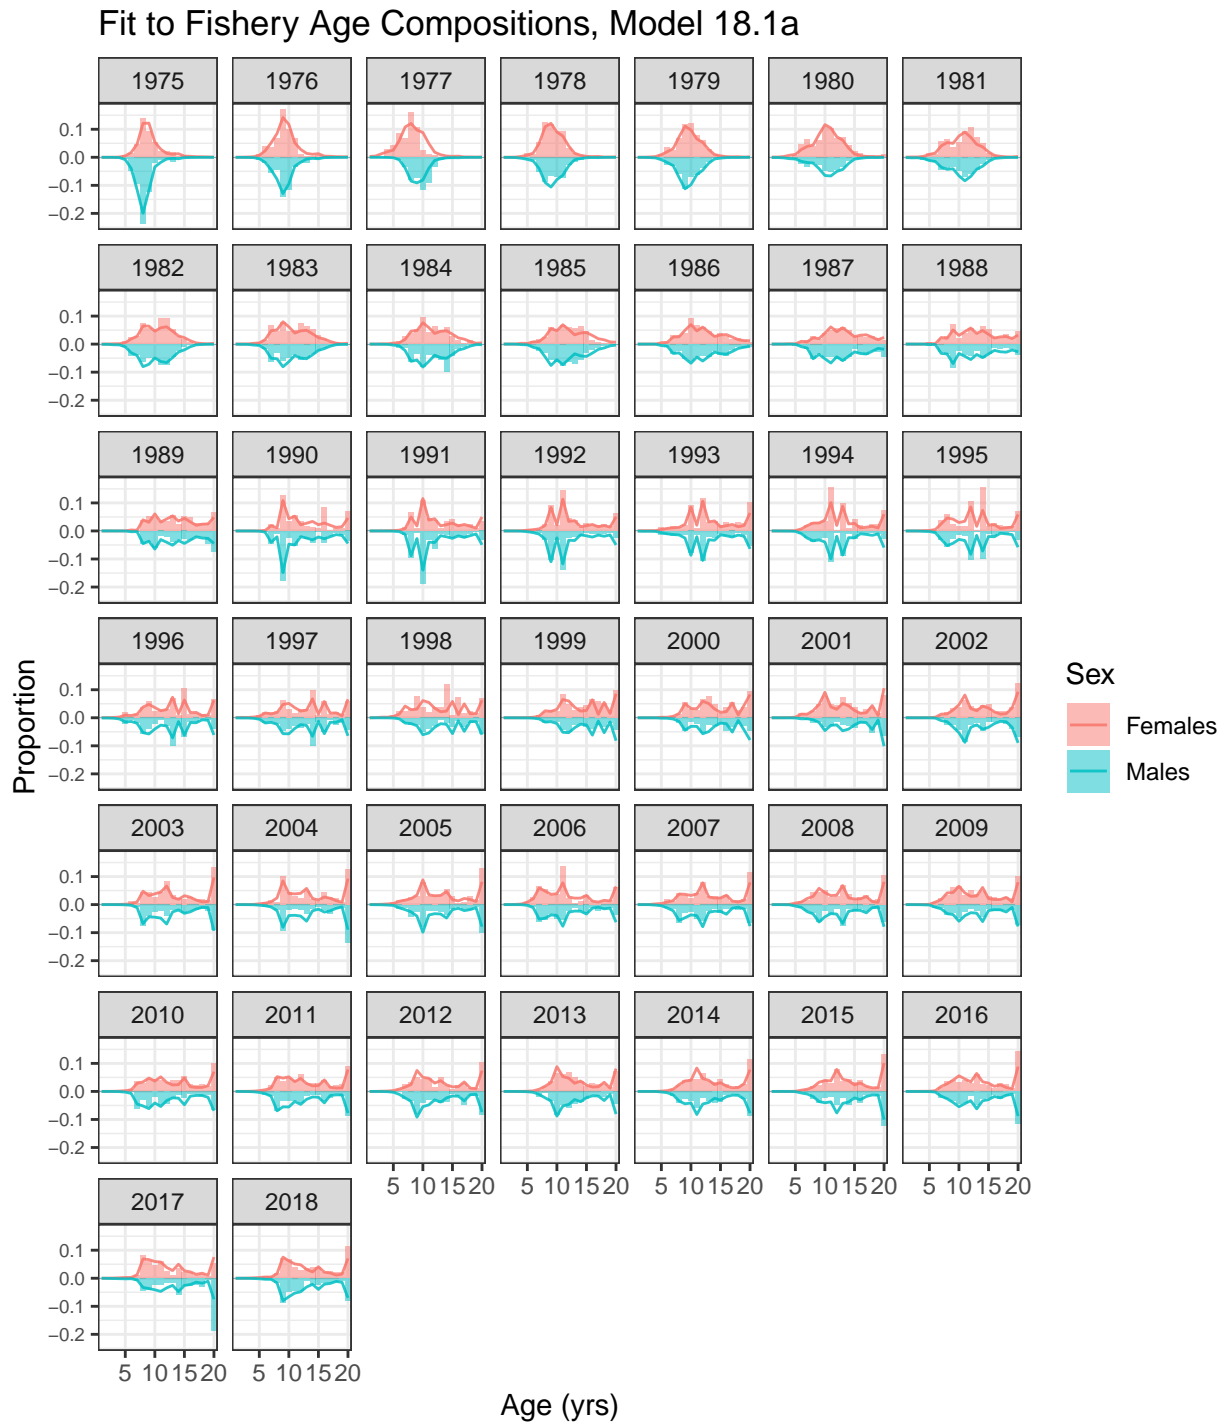 Fit to Fishery Age Compositions, Model 18.1a
1975 1976 1977 1978 1979 1980 1981
0.1
0.0
−0.1
−0.2
1982 1983 1984 1985 1986 1987 1988
0.1
0.0
−0.1
−0.2
1989 1990 1991 1992 1993 1994 1995
0.1
0.0
−0.1
−0.2
1996 1997 1998 1999 2000 2001 2002
0.1
0.0
−0.1
−0.2
2003 2004 2005 2006 2007 2008 2009
0.1
0.0
−0.1
−0.2
2010 2011 2012 2013 2014 2015 2016
0.1
0.0
−0.1
−0.2
5 10 15 20 5 10 15 20 5 10 15 20 5 10 15 20 5 10 15 20
2017 2018
0.1
0.0
−0.1
−0.2
5 10 15 20 5 10 15 20
Age (yrs)
Proportion
Sex
Females
Males